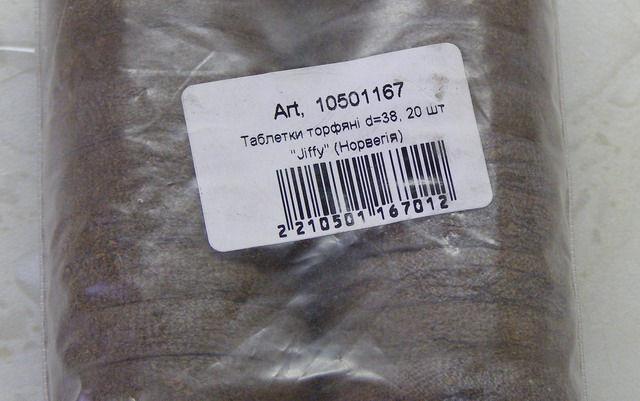 Art, 10501167
Таблетки торфяні d=38, 20 шт
"Jiffy" (Норвегія)
2 210501 167012